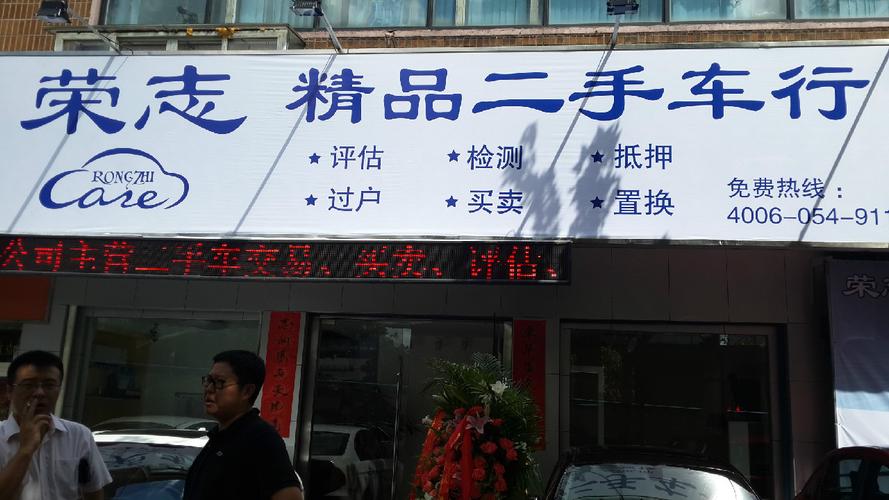 荣志 精品二手车行
RONGZHI
Care
★评估 ★检测 ★抵押
★过户 ★买卖 ★置换
免费热线：
4006-054-911
公司主营二手车交易、买卖、评估、
荣志